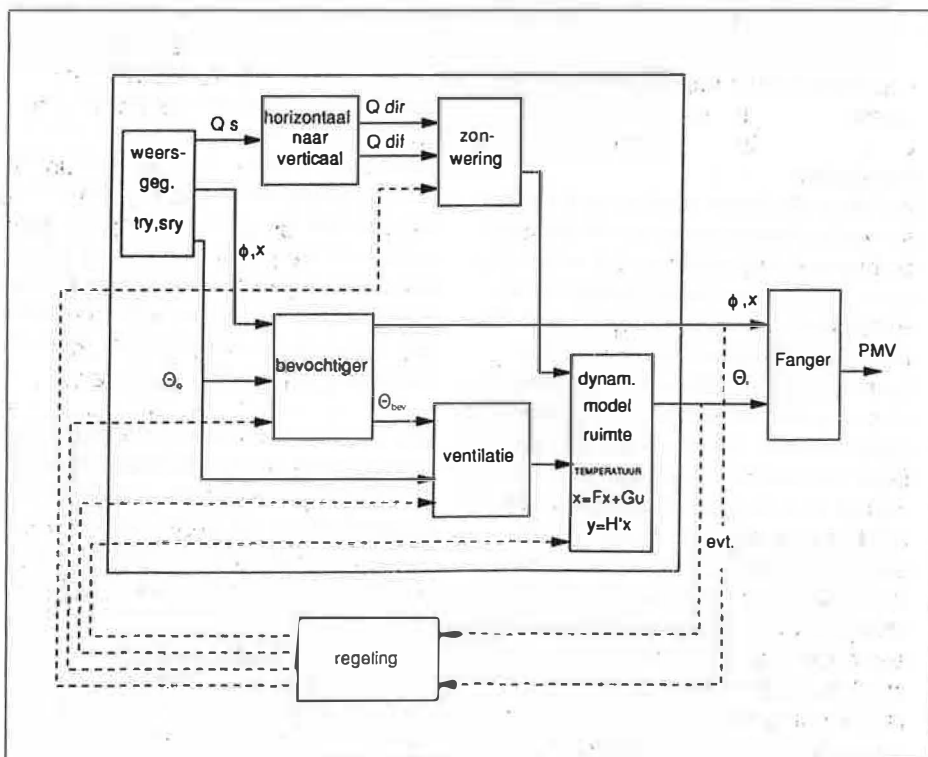 Q s
horizontaal
naar
verticaal
Q dir
Q dif
zon-
wering
weers-
geg.
try,sry
ϕ,x
bevochtiger
Θe
Θbev
ventilatie
dynam.
model
ruimte
TEMPERATUUR
x=Fx+Gu
y=H'x
ϕ,x
Θ
Fanger
PMV
evt.
regeling